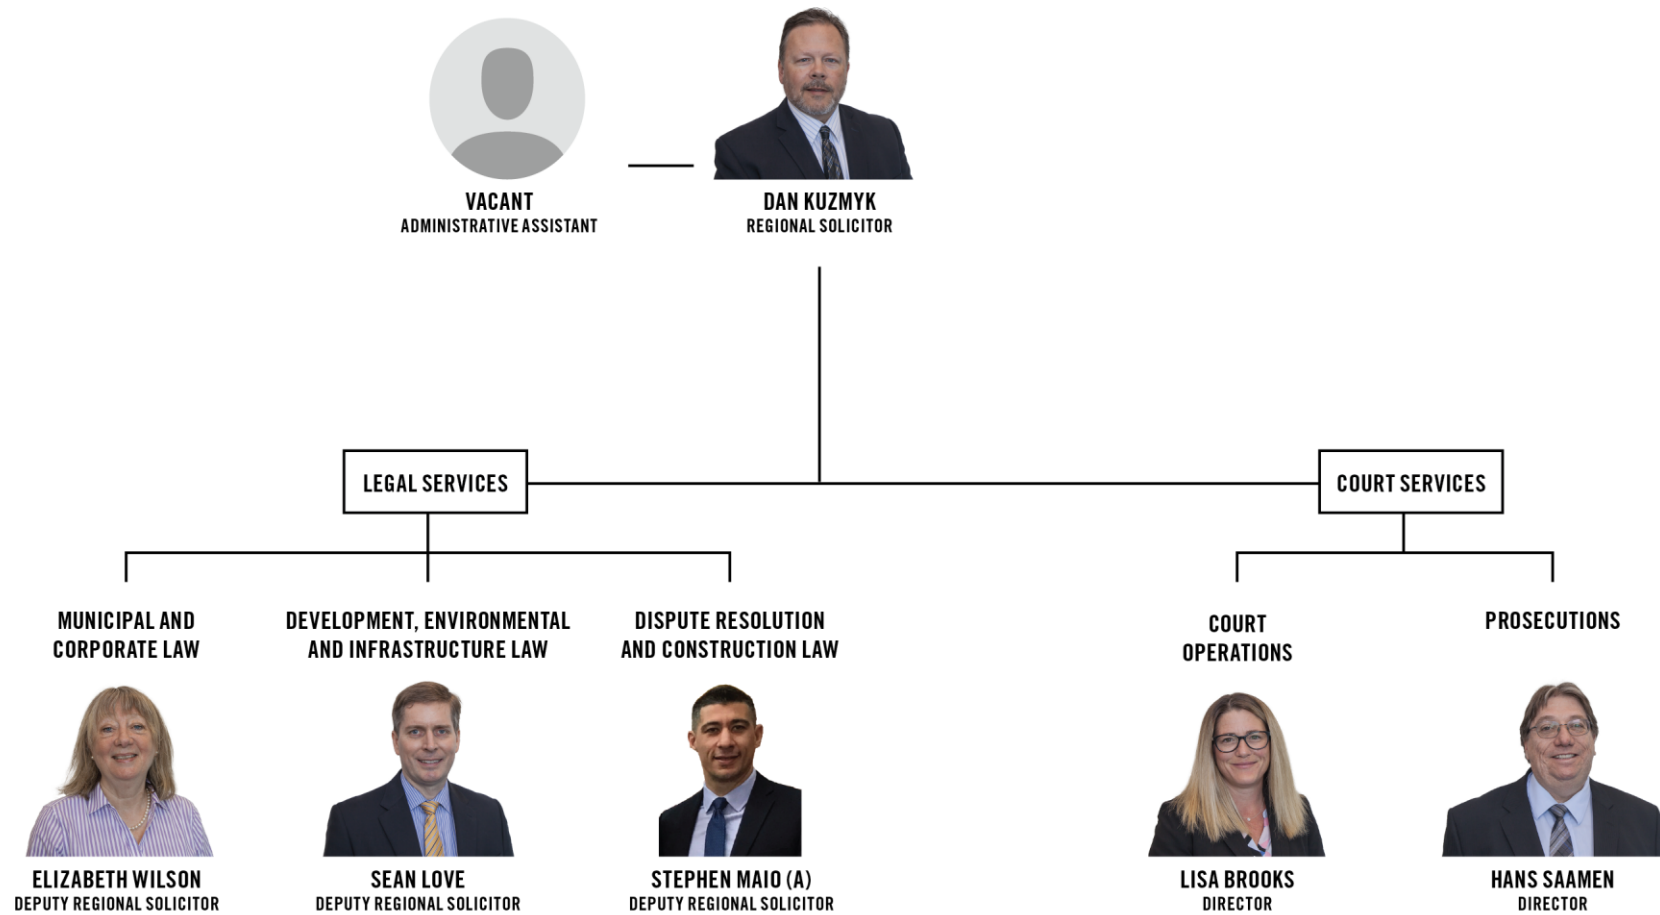 VACANT
ADMINISTRATIVE ASSISTANT
DAN KUZMYK
REGIONAL SOLICITOR
LEGAL SERVICES
COURT SERVICES
MUNICIPAL AND
CORPORATE LAW
DEVELOPMENT, ENVIRONMENTAL
AND INFRASTRUCTURE LAW
DISPUTE RESOLUTION
AND CONSTRUCTION LAW
COURT
OPERATIONS
PROSECUTIONS
ELIZABETH WILSON
DEPUTY REGIONAL SOLICITOR
SEAN LOVE
DEPUTY REGIONAL SOLICITOR
STEPHEN MAIO (A)
DEPUTY REGIONAL SOLICITOR
LISA BROOKS
DIRECTOR
HANS SAAMEN
DIRECTOR